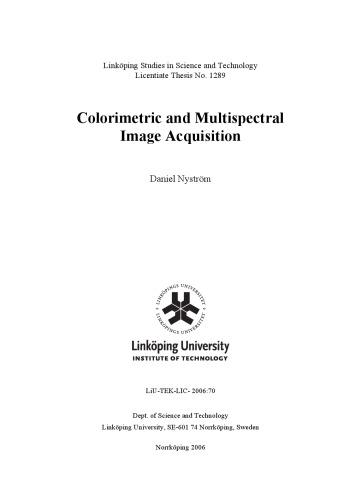 Linköping Studies in Science and Technology
Licentiate Thesis No. 1289
Colorimetric and Multispectral
Image Acquisition
Daniel Nyström
LINKÖPINGS UNIVERSITET
LINKÖPINGS UNIVERSITET
Linköping University
INSTITUTE OF TECHNOLOGY
LiU-TEK-LIC- 2006:70
Dept. of Science and Technology
Linköping University, SE-601 74 Norrköping, Sweden
Norrköping 2006